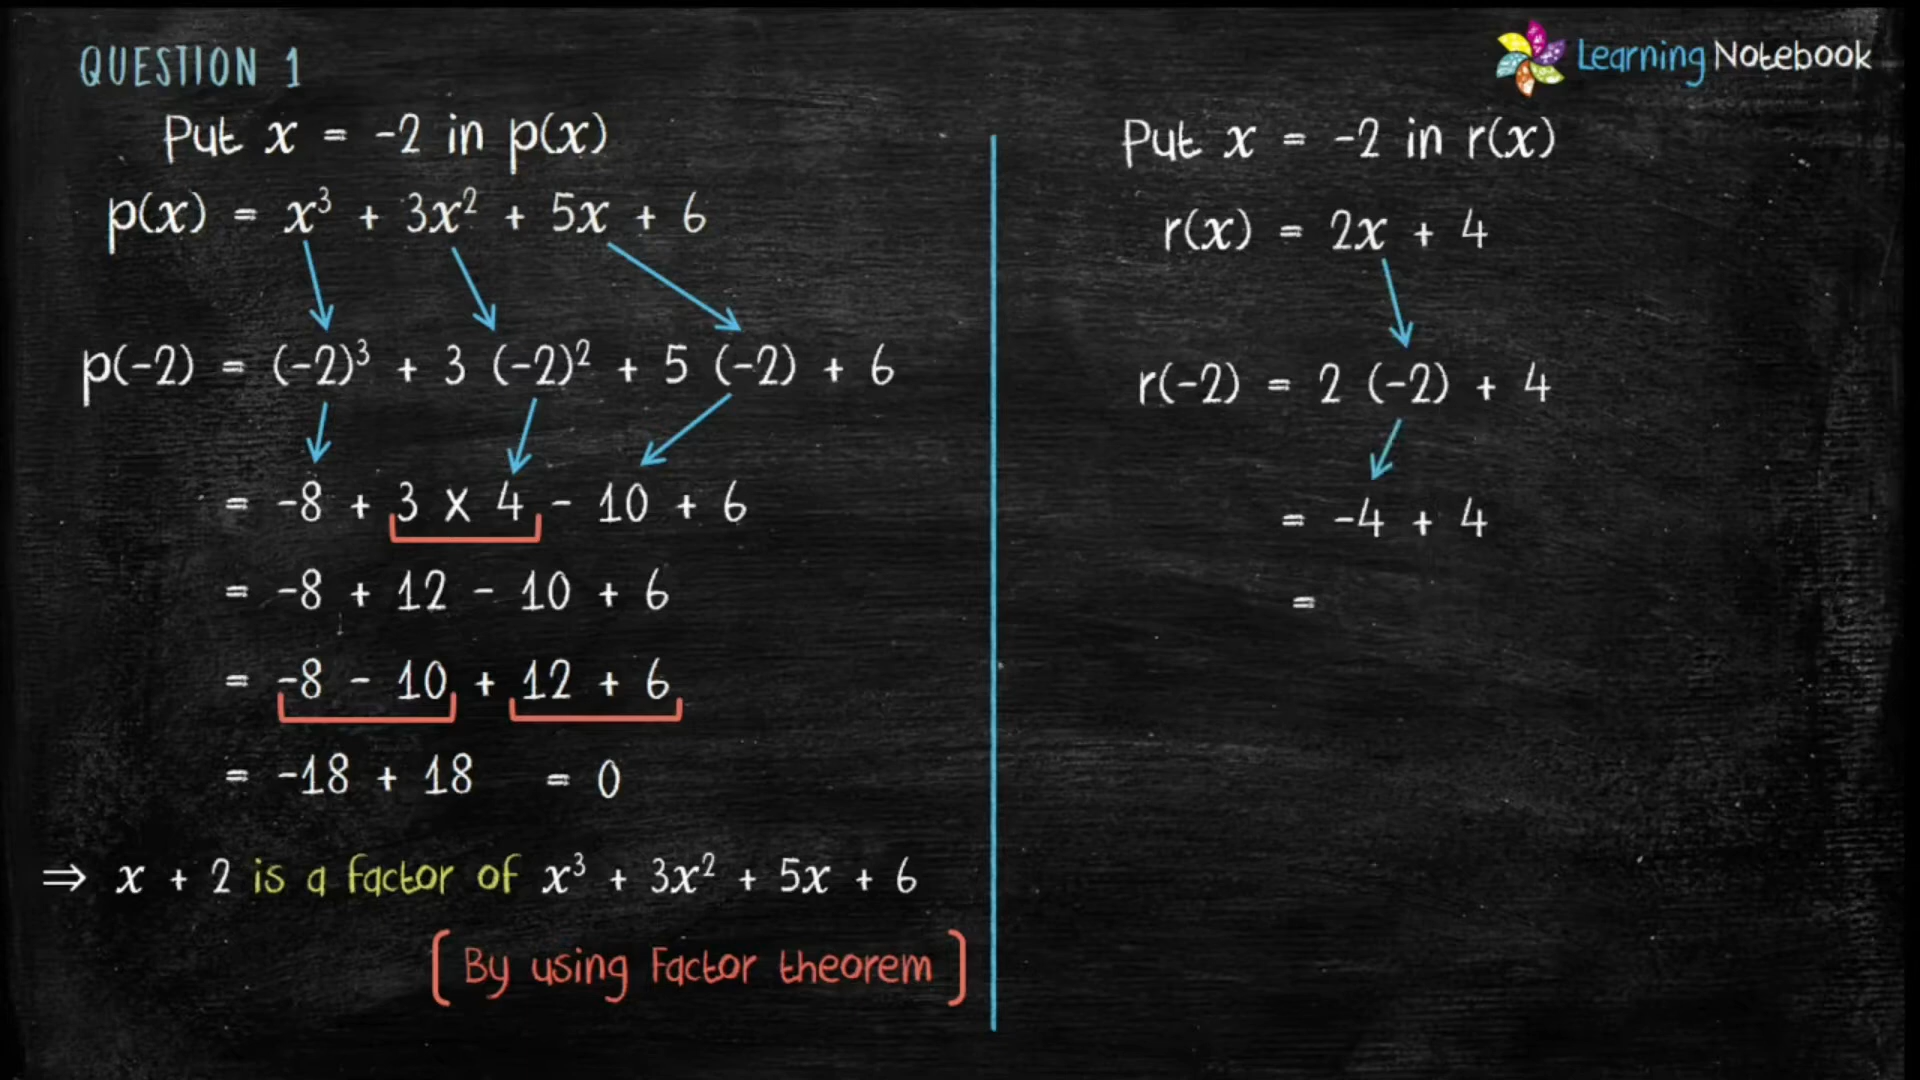 QUESTION 1
Learning Notebook
Put x = -2 in p(x)
p(x) = x³ + 3x² + 5x + 6
p(-2) = (-2)³ + 3 (-2)² + 5 (-2) + 6
= -8 + 3 x 4 - 10 + 6
= -8 + 12 - 10 + 6
= -8 - 10 + 12 + 6
= -18 + 18 = 0
⇒ x + 2 is a factor of x³ + 3x² + 5x + 6
[By using Factor theorem]
Put x = -2 in r(x)
r(x) = 2x + 4
r(-2) = 2 (-2) + 4
= -4 + 4
=